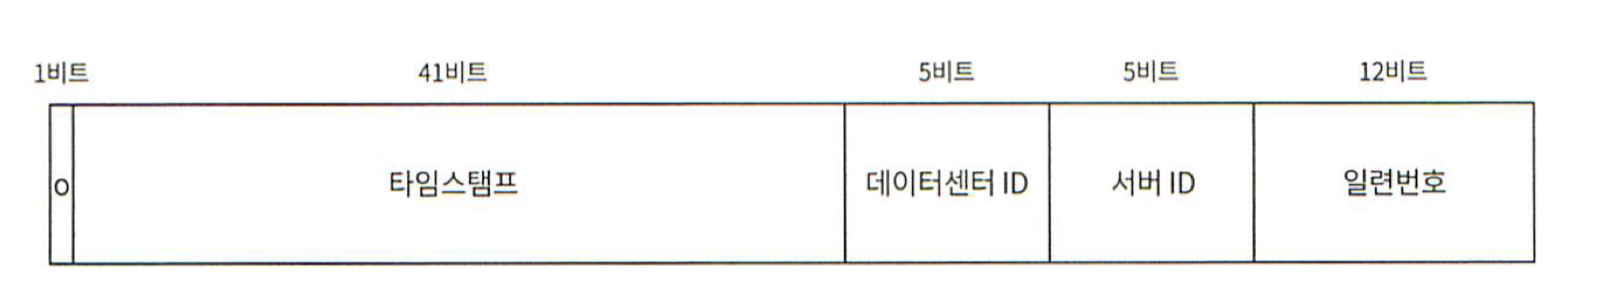 1비트 41비트 5비트 5비트 12비트
0 타임스탬프 데이터센터 ID 서버 ID 일련번호